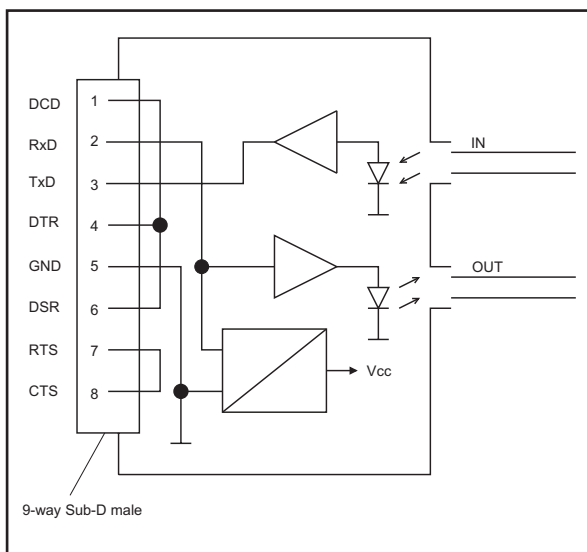 DCD 1
RxD 2
TxD 3
DTR 4
GND 5
DSR 6
RTS 7
CTS 8
IN
OUT
Vcc
9-way Sub-D male